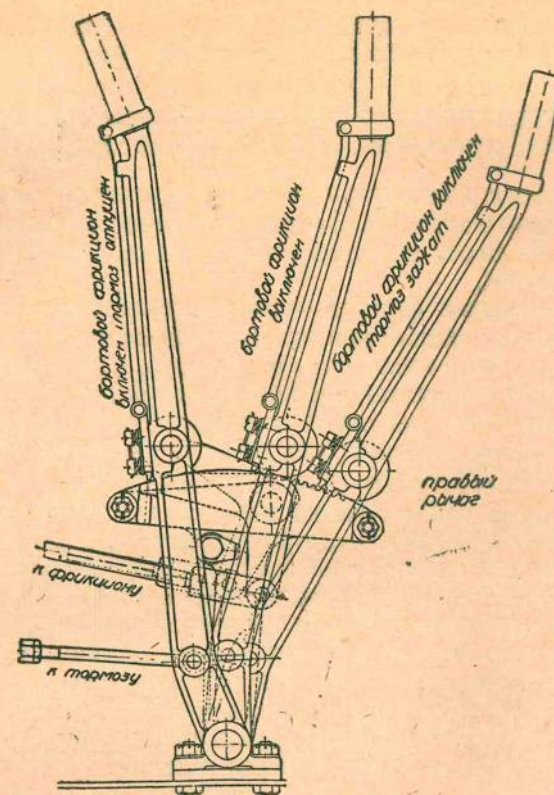 бортовой фрикцион
включен тормоз отпущен
бортовой фрикцион
выключен
бортовой фрикцион выключен
тормоз зажат
правый
рычаг
к фрикциону
к тормозу